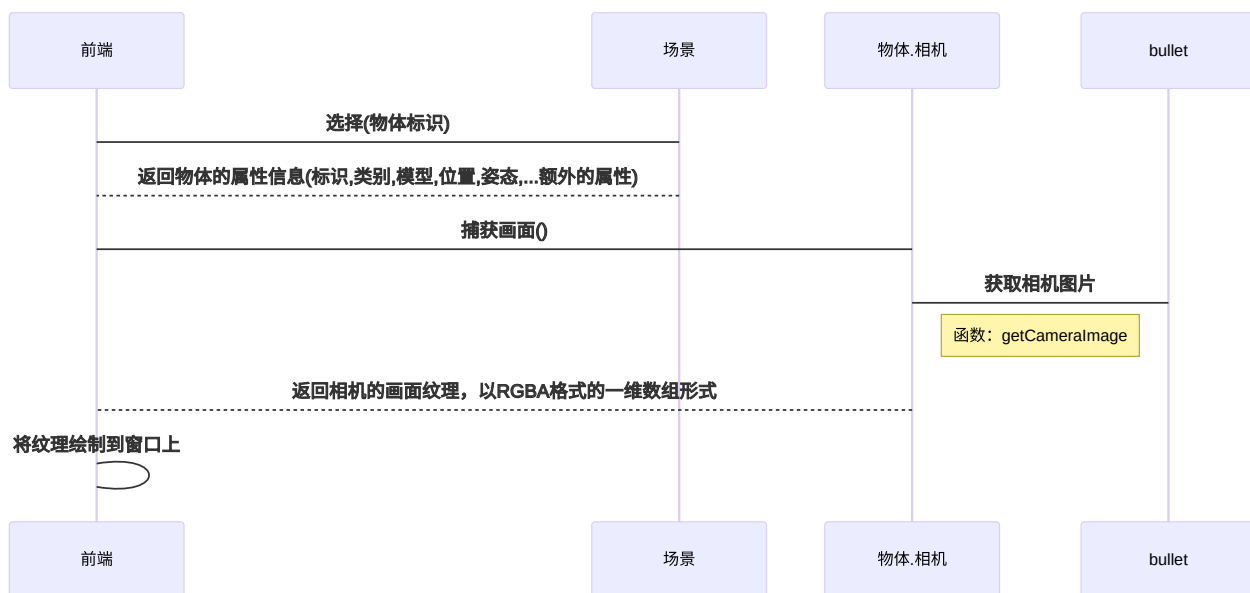 前端
场景
物体.相机
bullet
选择(物体标识)
返回物体的属性信息(标识,类别,模型,位置,姿态,...额外的属性)
捕获画面()
获取相机图片
函数：getCameraImage
返回相机的画面纹理，以RGBA格式的一维数组形式
将纹理绘制到窗口上
前端
场景
物体.相机
bullet